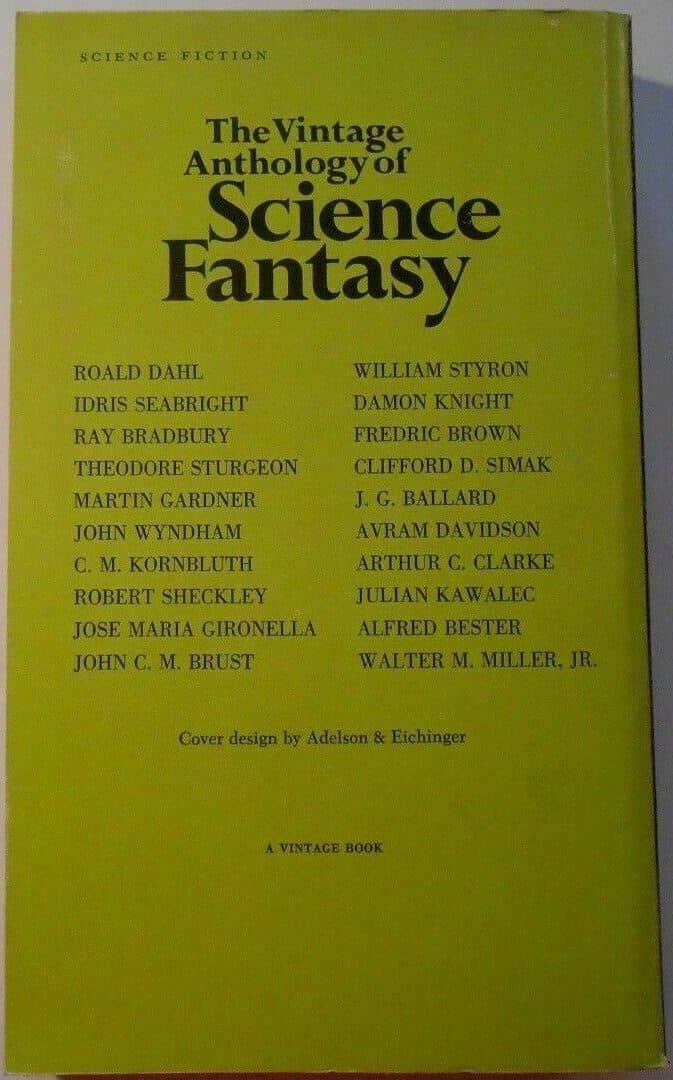 SCIENCE FICTION
The Vintage
Anthology of
Science
Fantasy
ROALD DAHL
IDRIS SEABRIGHT
RAY BRADBURY
THEODORE STURGEON
MARTIN GARDNER
JOHN WYNDHAM
C. M. KORNBLUTH
ROBERT SHECKLEY
JOSE MARIA GIRONELLA
JOHN C. M. BRUST
WILLIAM STYRON
DAMON KNIGHT
FREDRIC BROWN
CLIFFORD D. SIMAK
J. G. BALLARD
AVRAM DAVIDSON
ARTHUR C. CLARKE
JULIAN KAWALEC
ALFRED BESTER
WALTER M. MILLER, JR.
Cover design by Adelson & Eichinger
A VINTAGE BOOK